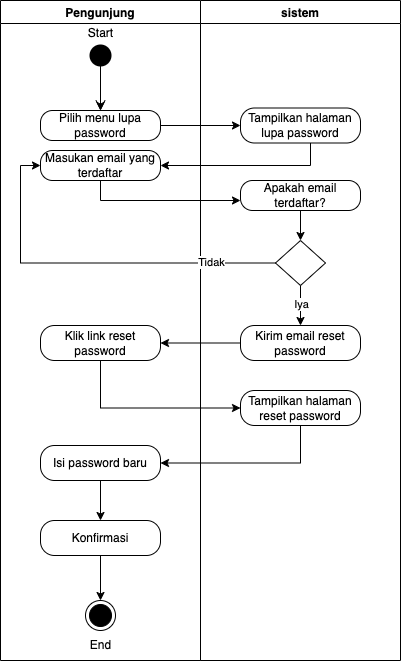 Pengunjung
sistem
Start
Pilih menu lupa
password
Tampilkan halaman
lupa password
Masukan email yang
terdaftar
Apakah email
terdaftar?
Tidak
Iya
Klik link reset
password
Kirim email reset
password
Tampilkan halaman
reset password
Isi password baru
Konfirmasi
End